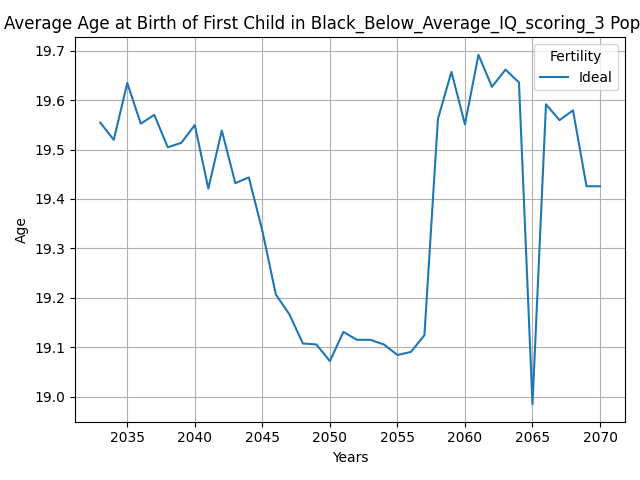 Average Age at Birth of First Child in Black_Below_Average_IQ_scoring_3 Pop
19.7
19.6
19.5
19.4
19.3
19.2
19.1
19.0
Age
Fertility
Ideal
2035 2040 2045 2050 2055 2060 2065 2070
Years